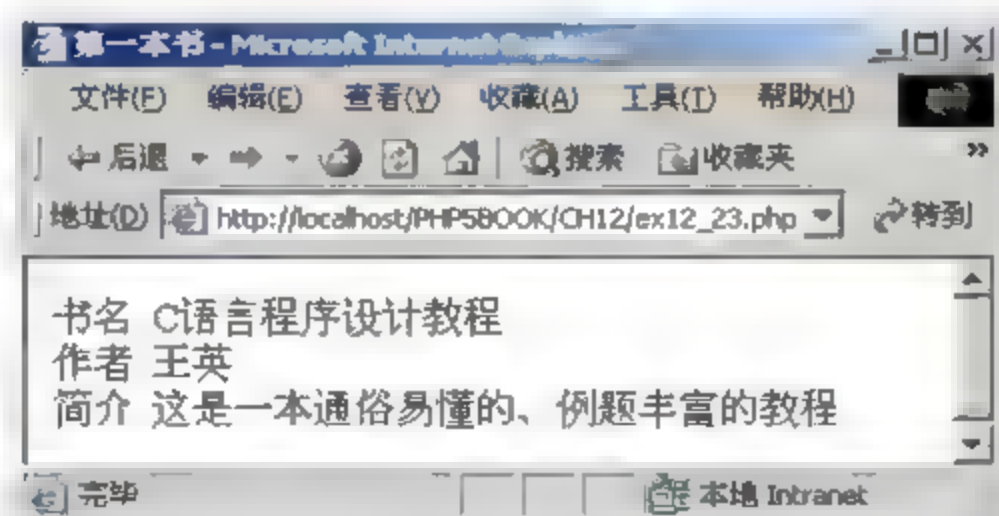 第一本书 - Microsoft Internet Explorer
文件(F) 编辑(E) 查看(V) 收藏(A) 工具(T) 帮助(H)
后退 搜索 收藏夹 »
地址(D) http://localhost/PHP5BOOK/CH12/ex12_23.php 转到
书名 C语言程序设计教程
作者 王英
简介 这是一本通俗易懂的、例题丰富的教程
完毕 本地 Intranet